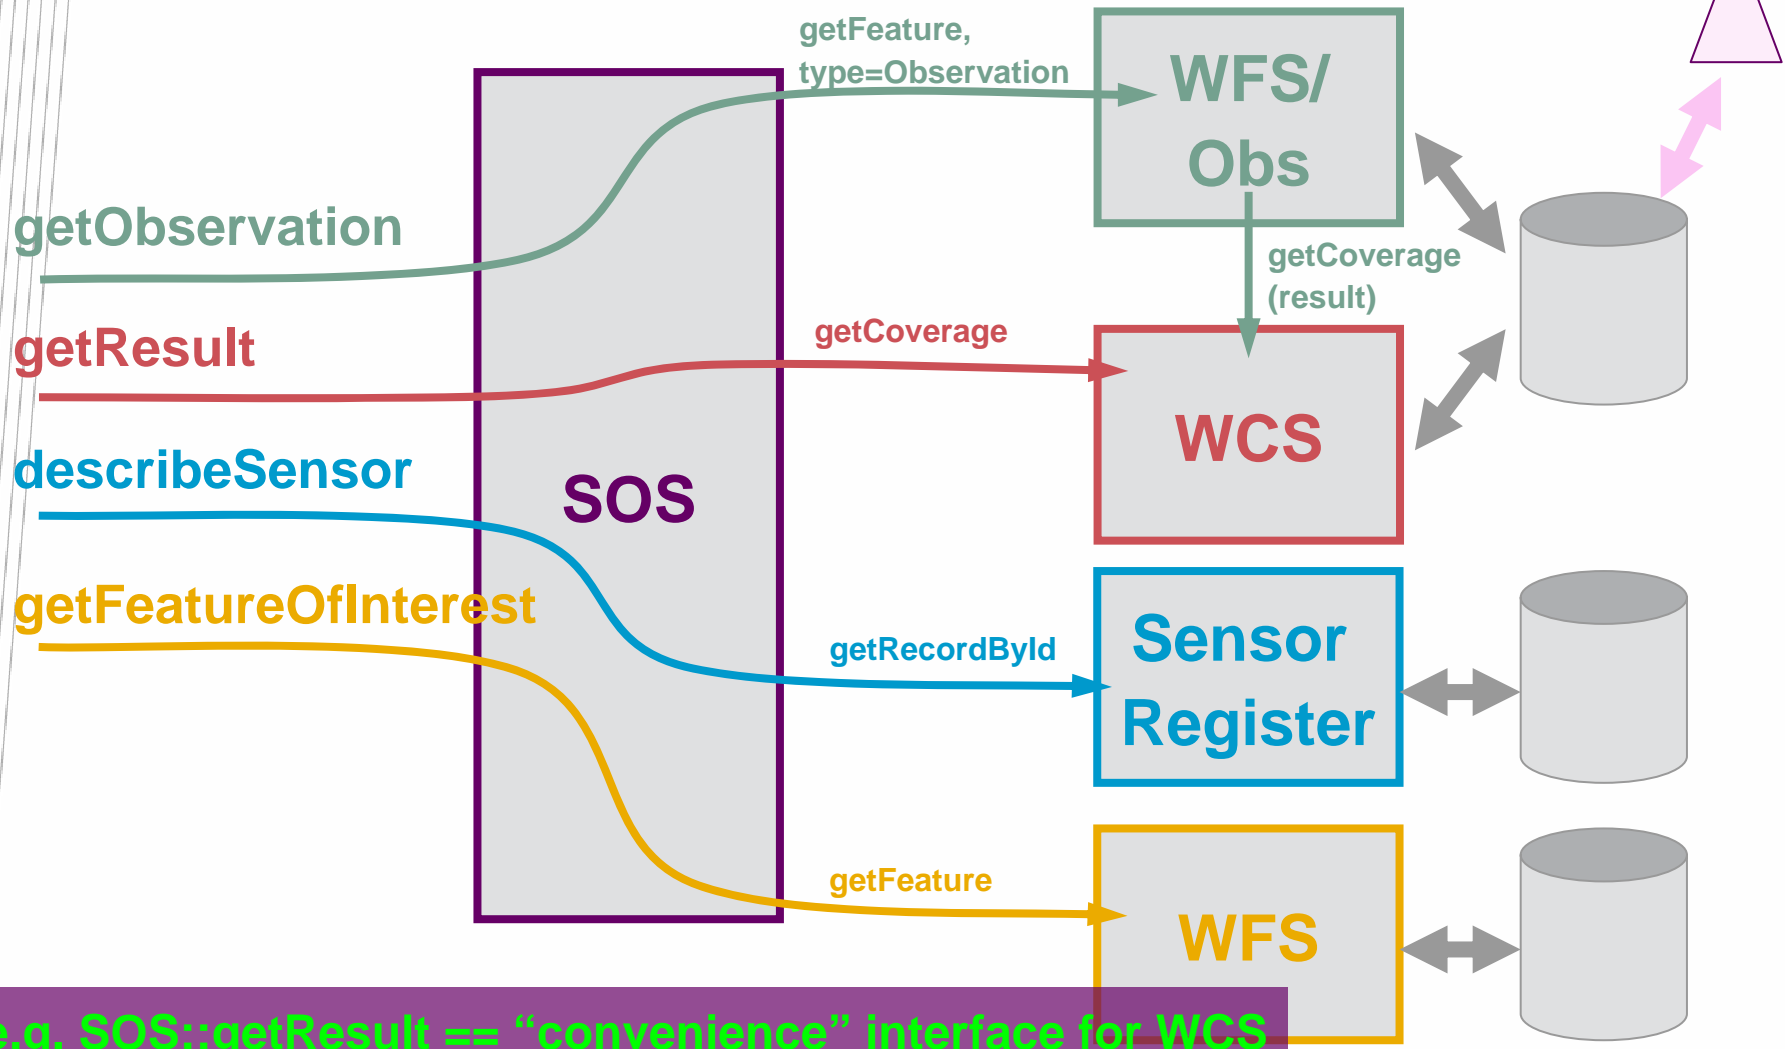 getFeature,
type=Observation
WFS/
Obs
getObservation
getCoverage
(result)
getResult
getCoverage
WCS
describeSensor
SOS
getFeatureOfInterest
getRecordById
Sensor
Register
getFeature
WFS
e.g. SOS::getResult == “convenience” interface for WCS